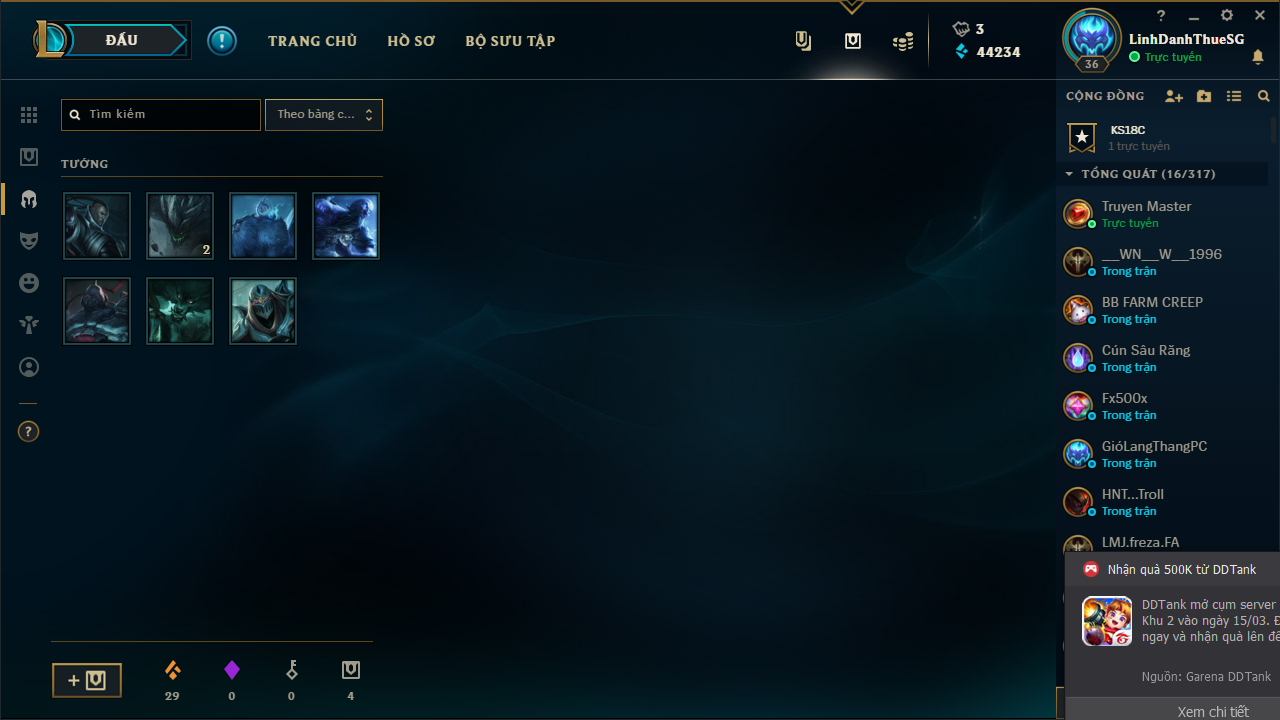 ĐẤU
TRANG CHỦ
HỒ SƠ
BỘ SƯU TẬP
3
44234
36
LinhDanhThueSG
Trực tuyến
Tìm kiếm
Theo bảng c...
TƯỚNG
2
29
0
0
4
CỘNG ĐỒNG
KS18C
1 trực tuyến
TỔNG QUÁT (16/317)
Truyen Master
Trực tuyến
__WN__W__1996
Trong trận
BB FARM CREEP
Trong trận
Cún Sâu Răng
Trong trận
Fx500x
Trong trận
GióLangThangPC
Trong trận
HNT...Troll
Trong trận
LMJ.freza.FA
Nhận quà 500K từ DDTank
DDTank mở cụm server
Khu 2 vào ngày 15/03. Đ
ngay và nhận quà lên đế
Nguồn: Garena DDTank
Xem chi tiết